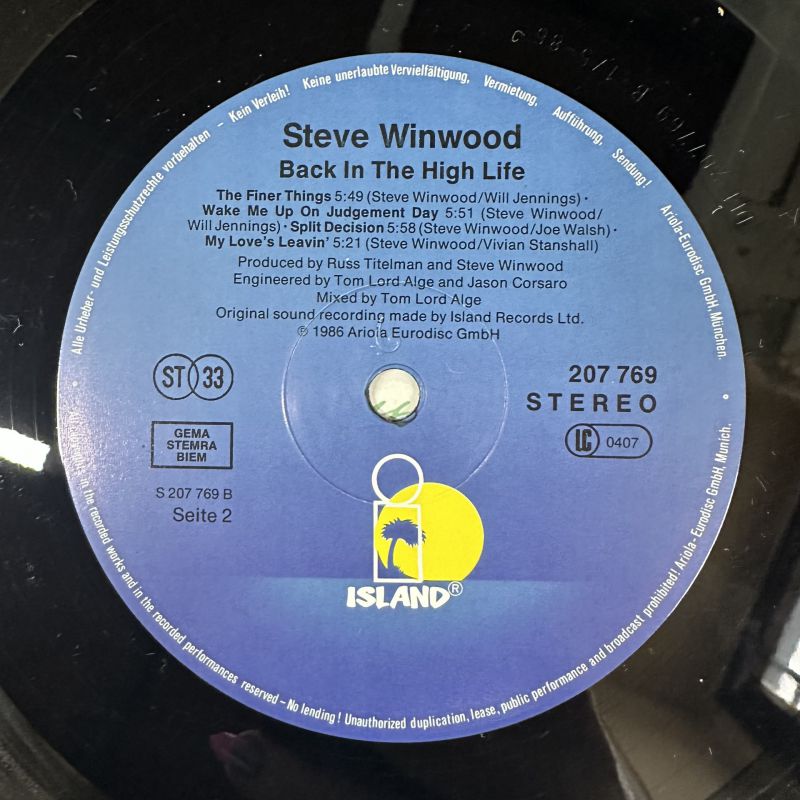 Steve Winwood
Back In The High Life
The Finer Things 5:49 (Steve Winwood/Will Jennings) ·
Wake Me Up On Judgement Day 5:51 (Steve Winwood/
Will Jennings) · Split Decision 5:58 (Steve Winwood/Joe Walsh) ·
My Love's Leavin' 5:21 (Steve Winwood/Vivian Stanshall)
Produced by Russ Titelman and Steve Winwood
Engineered by Tom Lord Alge and Jason Corsaro
Mixed by Tom Lord Alge
Original sound recording made by Island Records Ltd.
℗ 1986 Ariola Eurodisc GmbH
ST 33
207 769
STEREO
LC 0407
GEMA
STEMRA
BIEM
S 207 769 B
Seite 2
ISLAND®
Alle Urheber- und Leistungsschutzrechte vorbehalten – Kein Verleih! Keine unerlaubte Vervielfältigung, Vermietung, Aufführung, Sendung! Ariola-Eurodisc GmbH, München.
in the recorded works and in the recorded performances reserved – No lending! Unauthorized duplication, lease, public performance and broadcast prohibited! Ariola-Eurodisc GmbH, Munich.